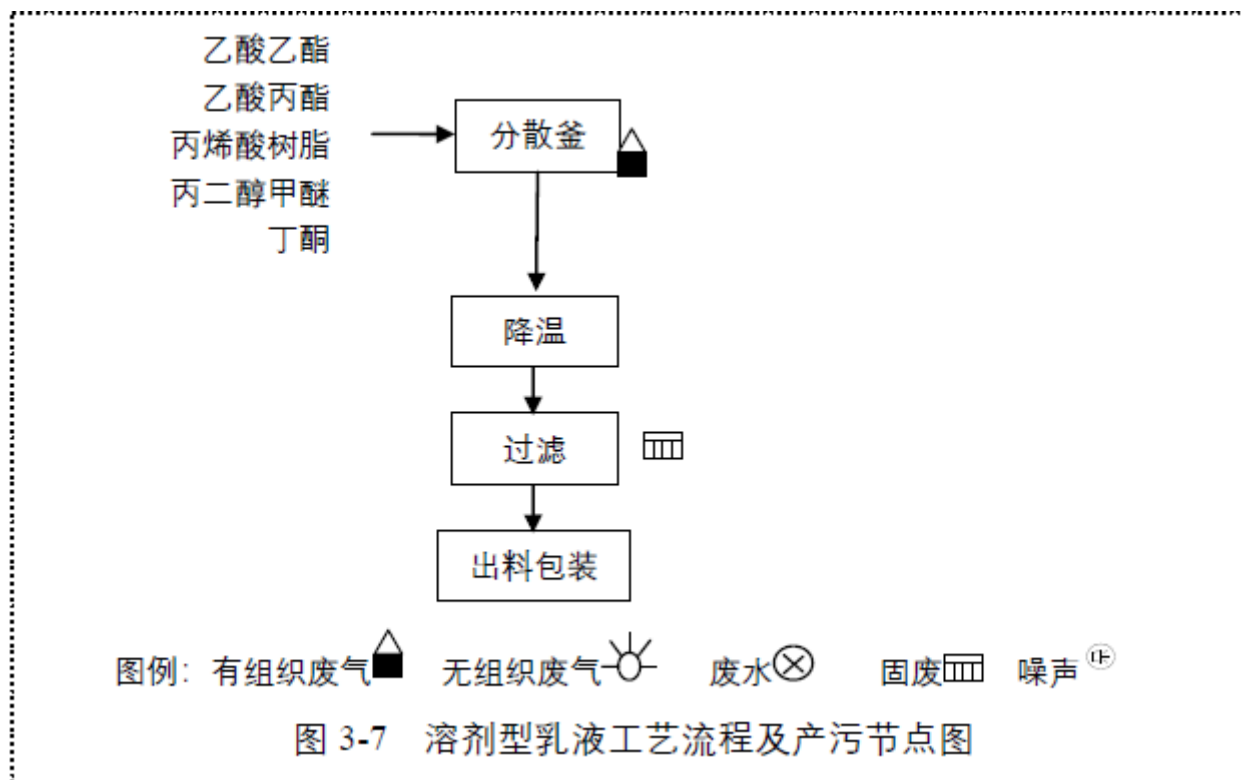 乙酸乙酯
乙酸丙酯
丙烯酸树脂
丙二醇甲醚
丁酮
分散釜
降温
过滤
出料包装
图例：有组织废气 无组织废气 废水 固废 噪声
图 3-7 溶剂型乳液工艺流程及产污节点图